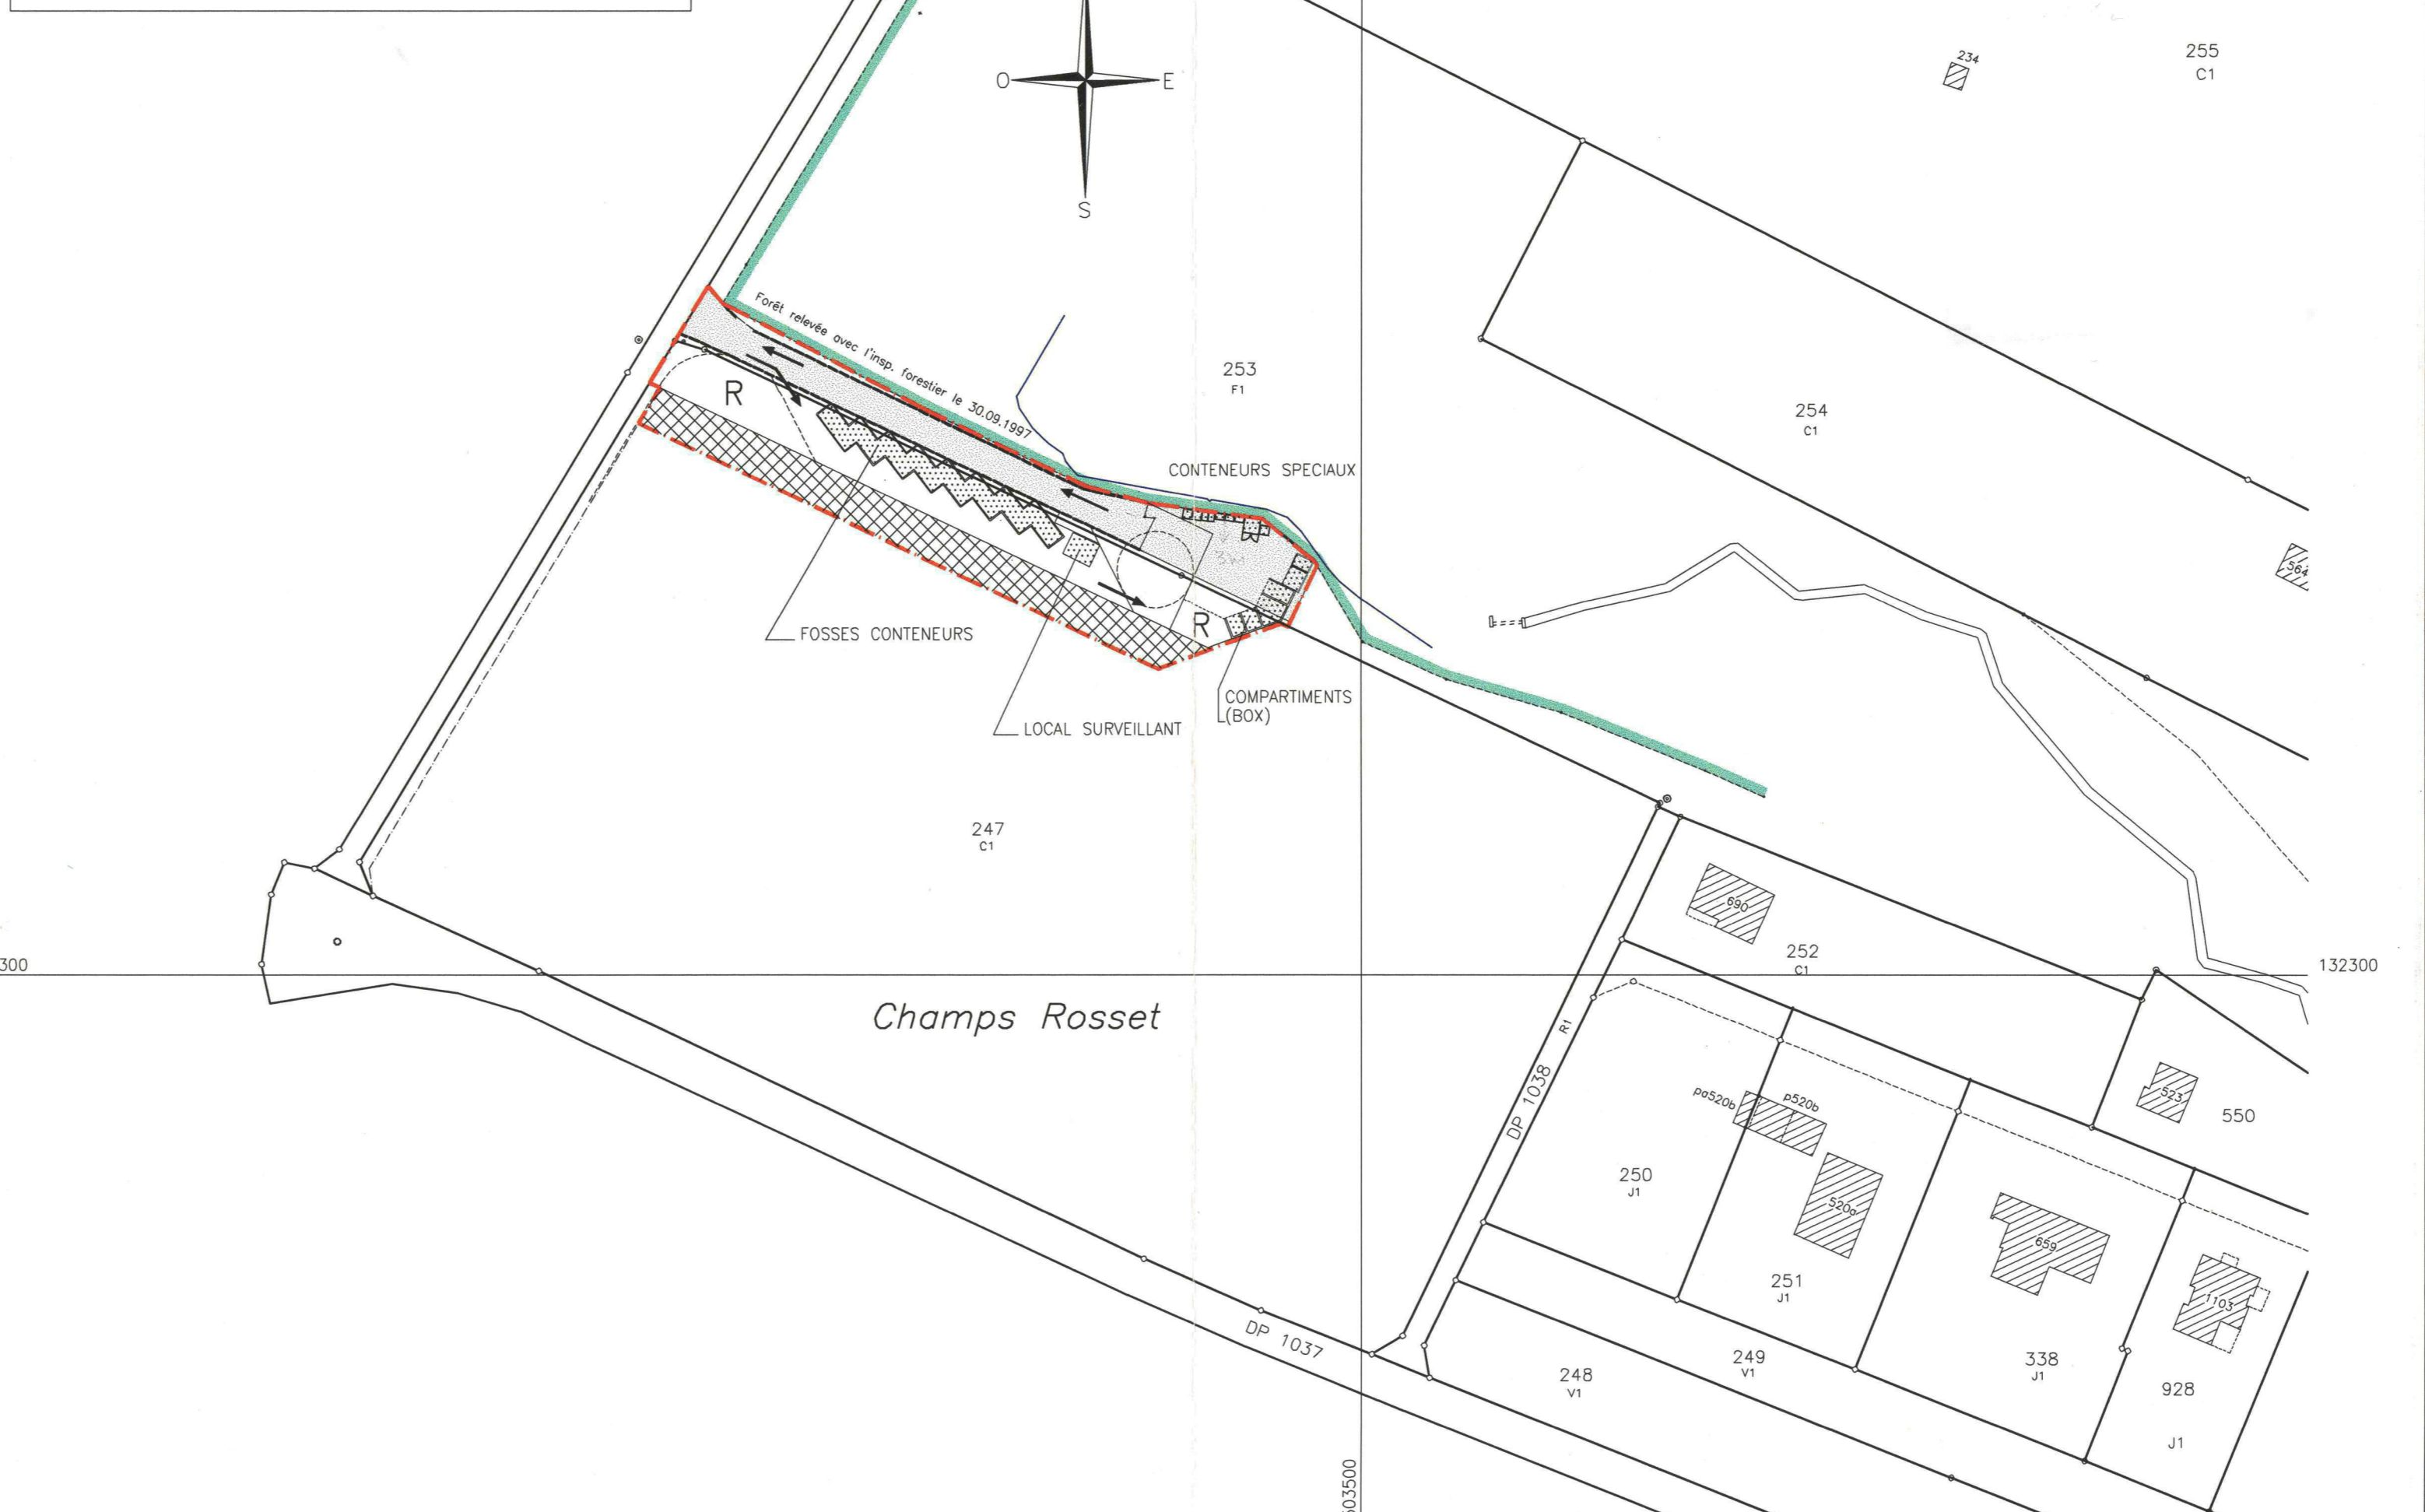 234
255
C1
O
E
S
Forêt relevée avec l'insp. forestier le 30.09.1997
253
F1
R
254
C1
CONTENEURS SPECIAUX
564
R
FOSSES CONTENEURS
COMPARTIMENTS
(BOX)
LOCAL SURVEILLANT
247
C1
690
252
C1
300
132300
Champs Rosset
R1
DP 1038
pa520b
p520b
523
550
250
J1
520a
659
251
J1
1103
DP 1037
248
V1
249
V1
338
J1
928
J1
503500